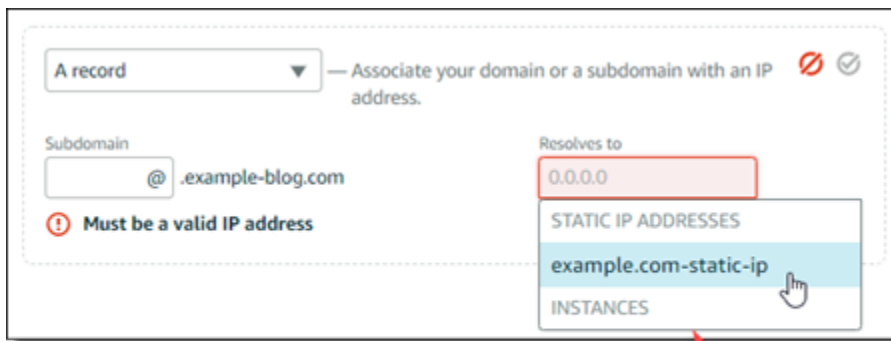 A record
— Associate your domain or a subdomain with an IP
address.
Subdomain
Resolves to
@ .example-blog.com
0.0.0.0
Must be a valid IP address
STATIC IP ADDRESSES
example.com-static-ip
INSTANCES